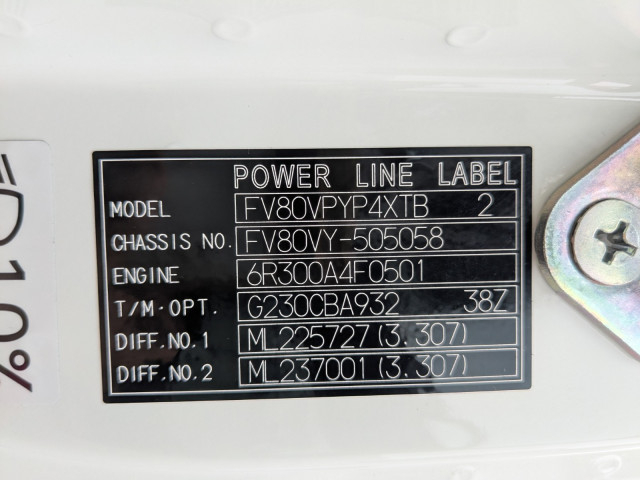 POWER LINE LABEL
MODEL FV80VPYP4XTB 2
CHASSIS NO. FV80VY-505058
ENGINE 6R300A4F0501
T/M·OPT. G230CBA932 38Z
DIFF.NO.1 ML225727(3.307)
DIFF.NO.2 ML237001(3.307)
D10%